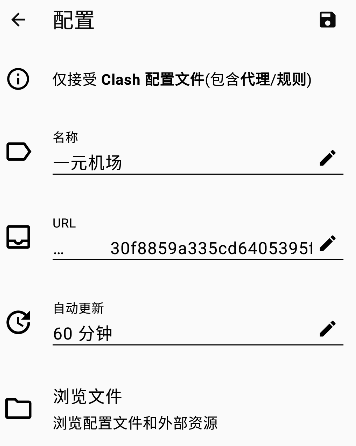 配置
仅接受 Clash 配置文件(包含代理/规则)
名称
一元机场
URL
... 30f8859a335cd6405395f
自动更新
60 分钟
浏览文件
浏览配置文件和外部资源